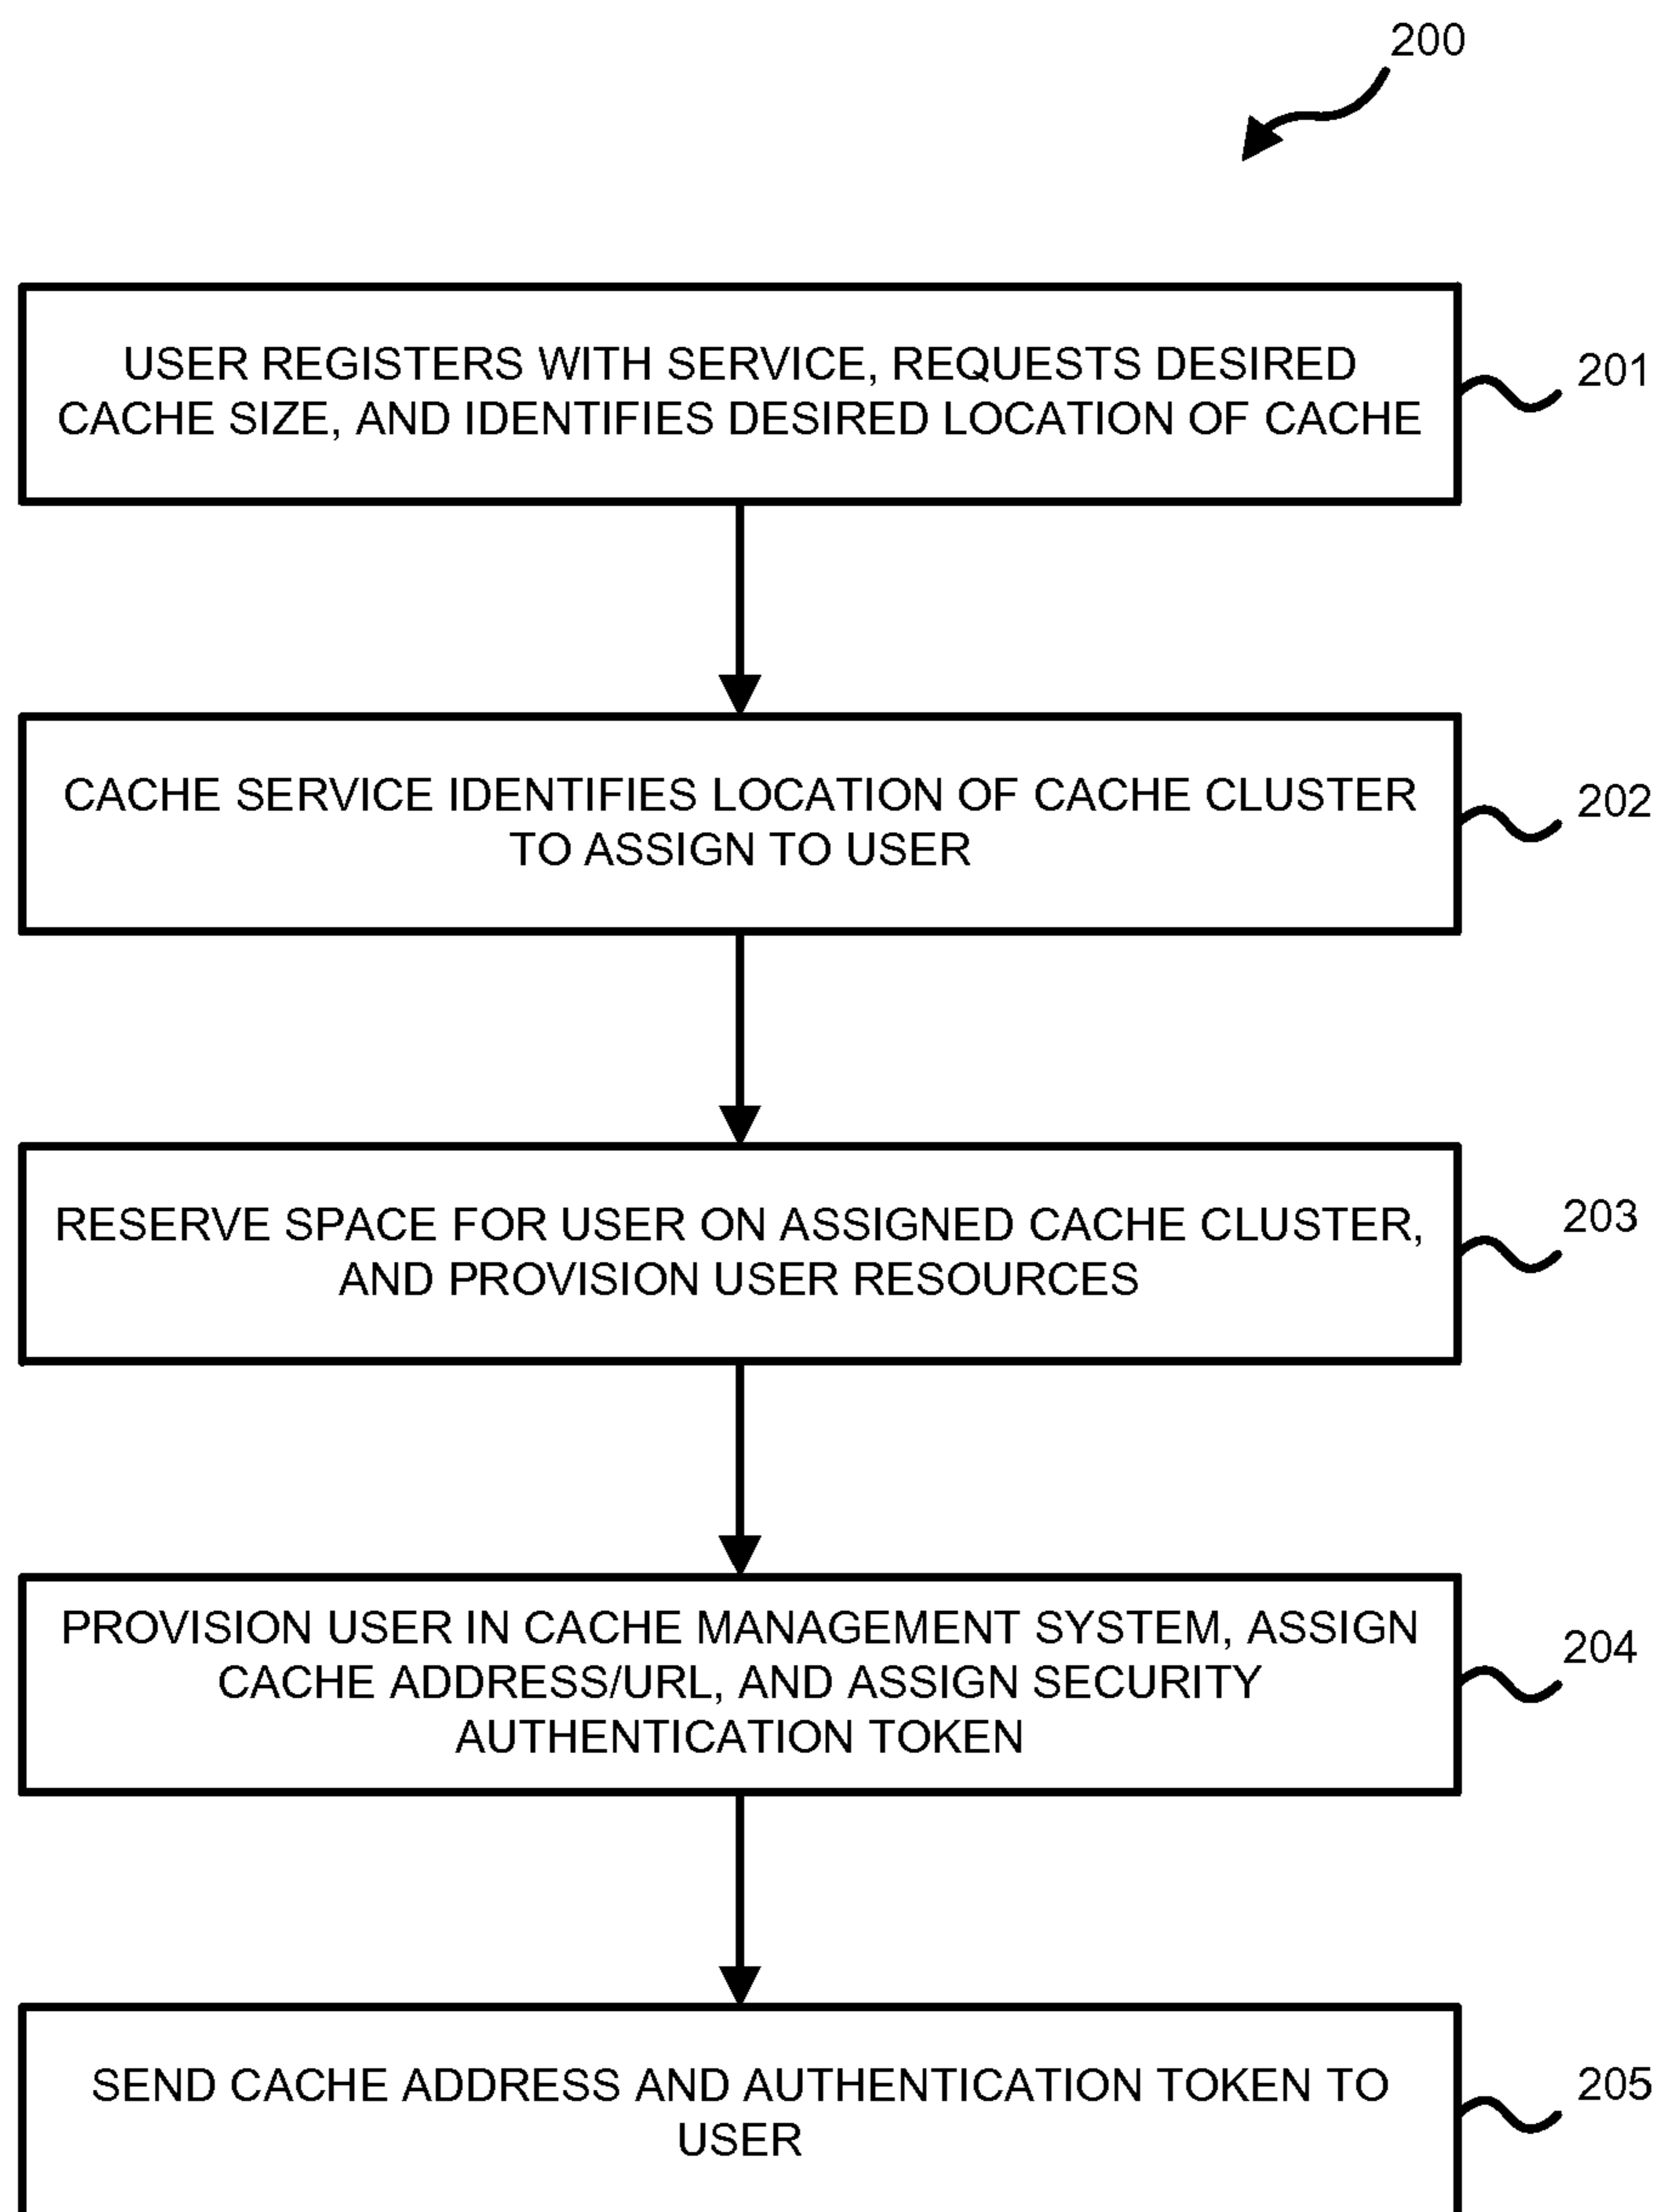 200
USER REGISTERS WITH SERVICE, REQUESTS DESIRED
CACHE SIZE, AND IDENTIFIES DESIRED LOCATION OF CACHE
201
CACHE SERVICE IDENTIFIES LOCATION OF CACHE CLUSTER
TO ASSIGN TO USER
202
RESERVE SPACE FOR USER ON ASSIGNED CACHE CLUSTER,
AND PROVISION USER RESOURCES
203
PROVISION USER IN CACHE MANAGEMENT SYSTEM, ASSIGN
CACHE ADDRESS/URL, AND ASSIGN SECURITY
AUTHENTICATION TOKEN
204
SEND CACHE ADDRESS AND AUTHENTICATION TOKEN TO
USER
205